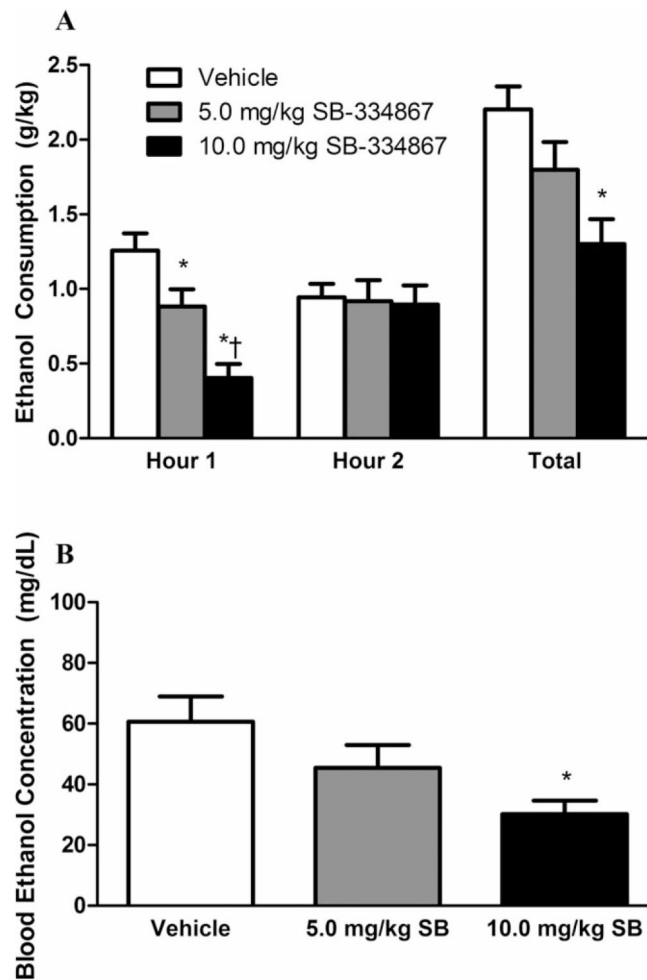 A
Ethanol Consumption (g/kg)
2.5
2.0
1.5
1.0
0.5
0.0
Vehicle
5.0 mg/kg SB-334867
10.0 mg/kg SB-334867
*
*†
*
Hour 1 Hour 2 Total
B
Blood Ethanol Concentration (mg/dL)
100
80
60
40
20
0
*
Vehicle 5.0 mg/kg SB 10.0 mg/kg SB